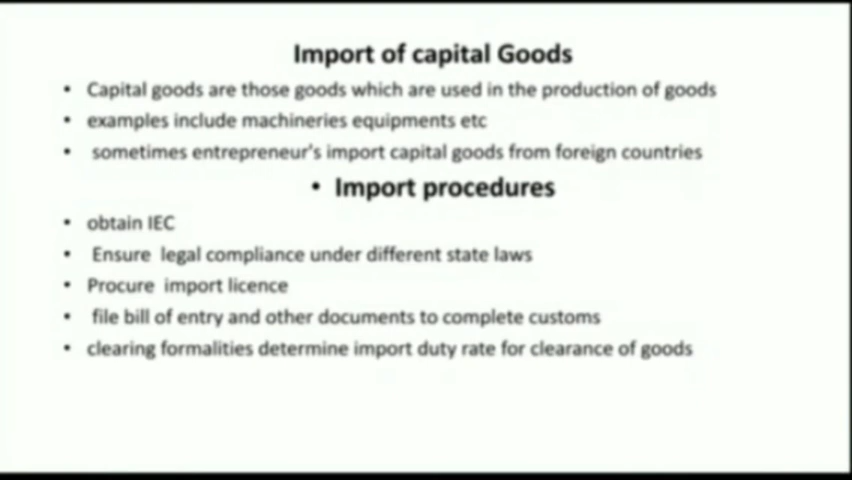 Import of capital Goods
• Capital goods are those goods which are used in the production of goods
• examples include machineries equipments etc
• sometimes entrepreneur's import capital goods from foreign countries
• Import procedures
• obtain IEC
• Ensure legal compliance under different state laws
• Procure import licence
• file bill of entry and other documents to complete customs
• clearing formalities determine import duty rate for clearance of goods